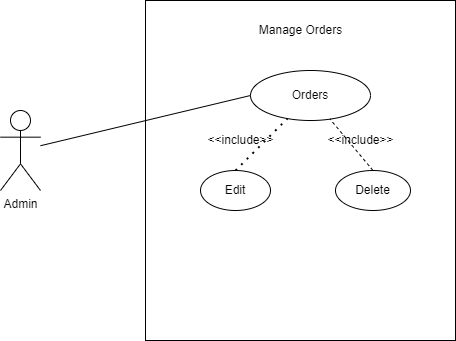 Manage Orders
Orders
<<include>>
<<include>>
Edit
Delete
Admin